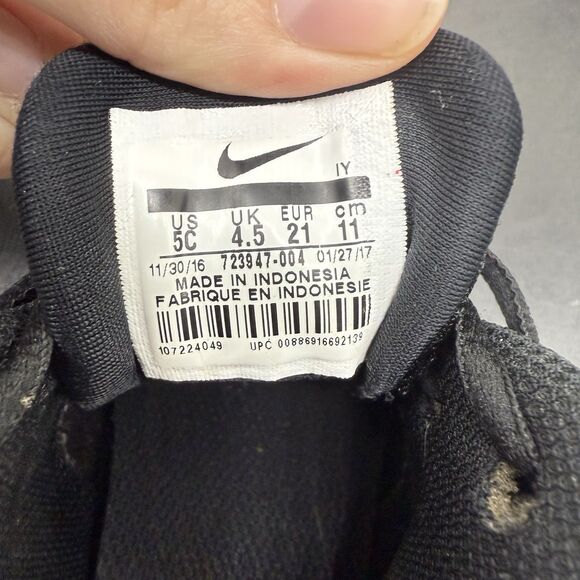 IY
US UK EUR cm
5C 4.5 21 11
11/30/16 723947-004 01/27/17
MADE IN INDONESIA
FABRIQUE EN INDONESIE
107224049 UPC 00886916692139